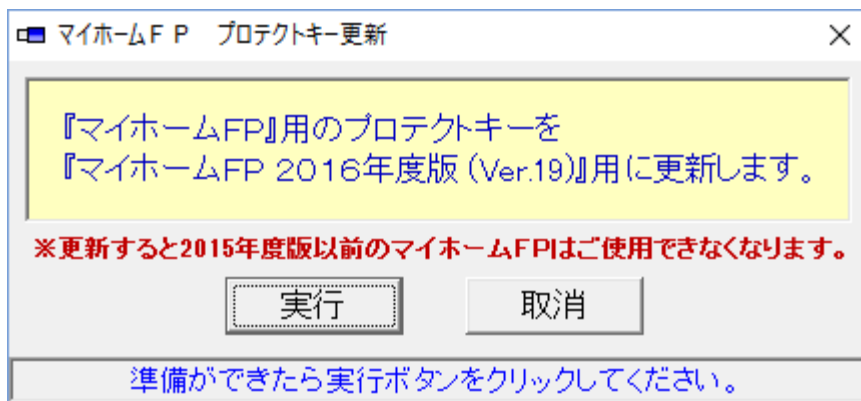 マイホームＦＰ　プロテクトキー更新
『マイホームFP』用のプロテクトキーを
『マイホームFP 2016年度版（Ver.19）』用に更新します。
※更新すると2015年度版以前のマイホームFPはご使用できなくなります。
実行 取消
準備ができたら実行ボタンをクリックしてください。